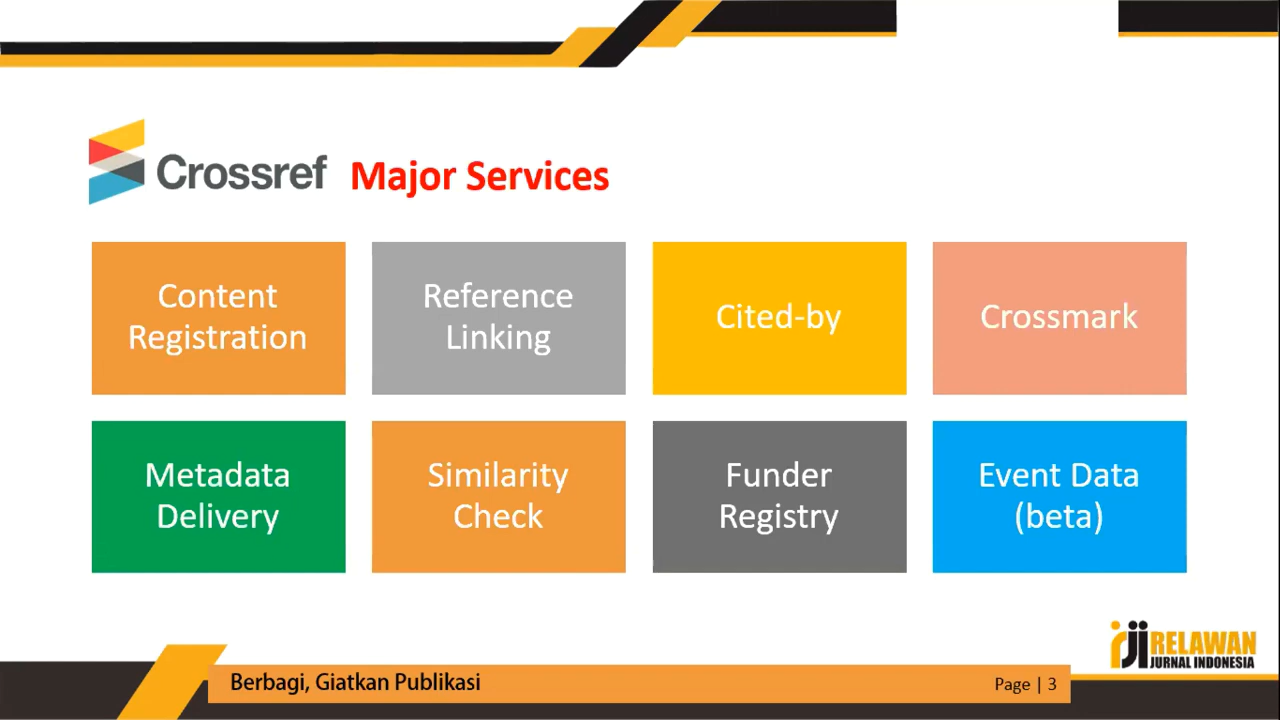 Crossref Major Services
Content
Registration
Reference
Linking
Cited-by
Crossmark
Metadata
Delivery
Similarity
Check
Funder
Registry
Event Data
(beta)
rji RELAWAN
JURNAL INDONESIA
Berbagi, Giatkan Publikasi
Page | 3